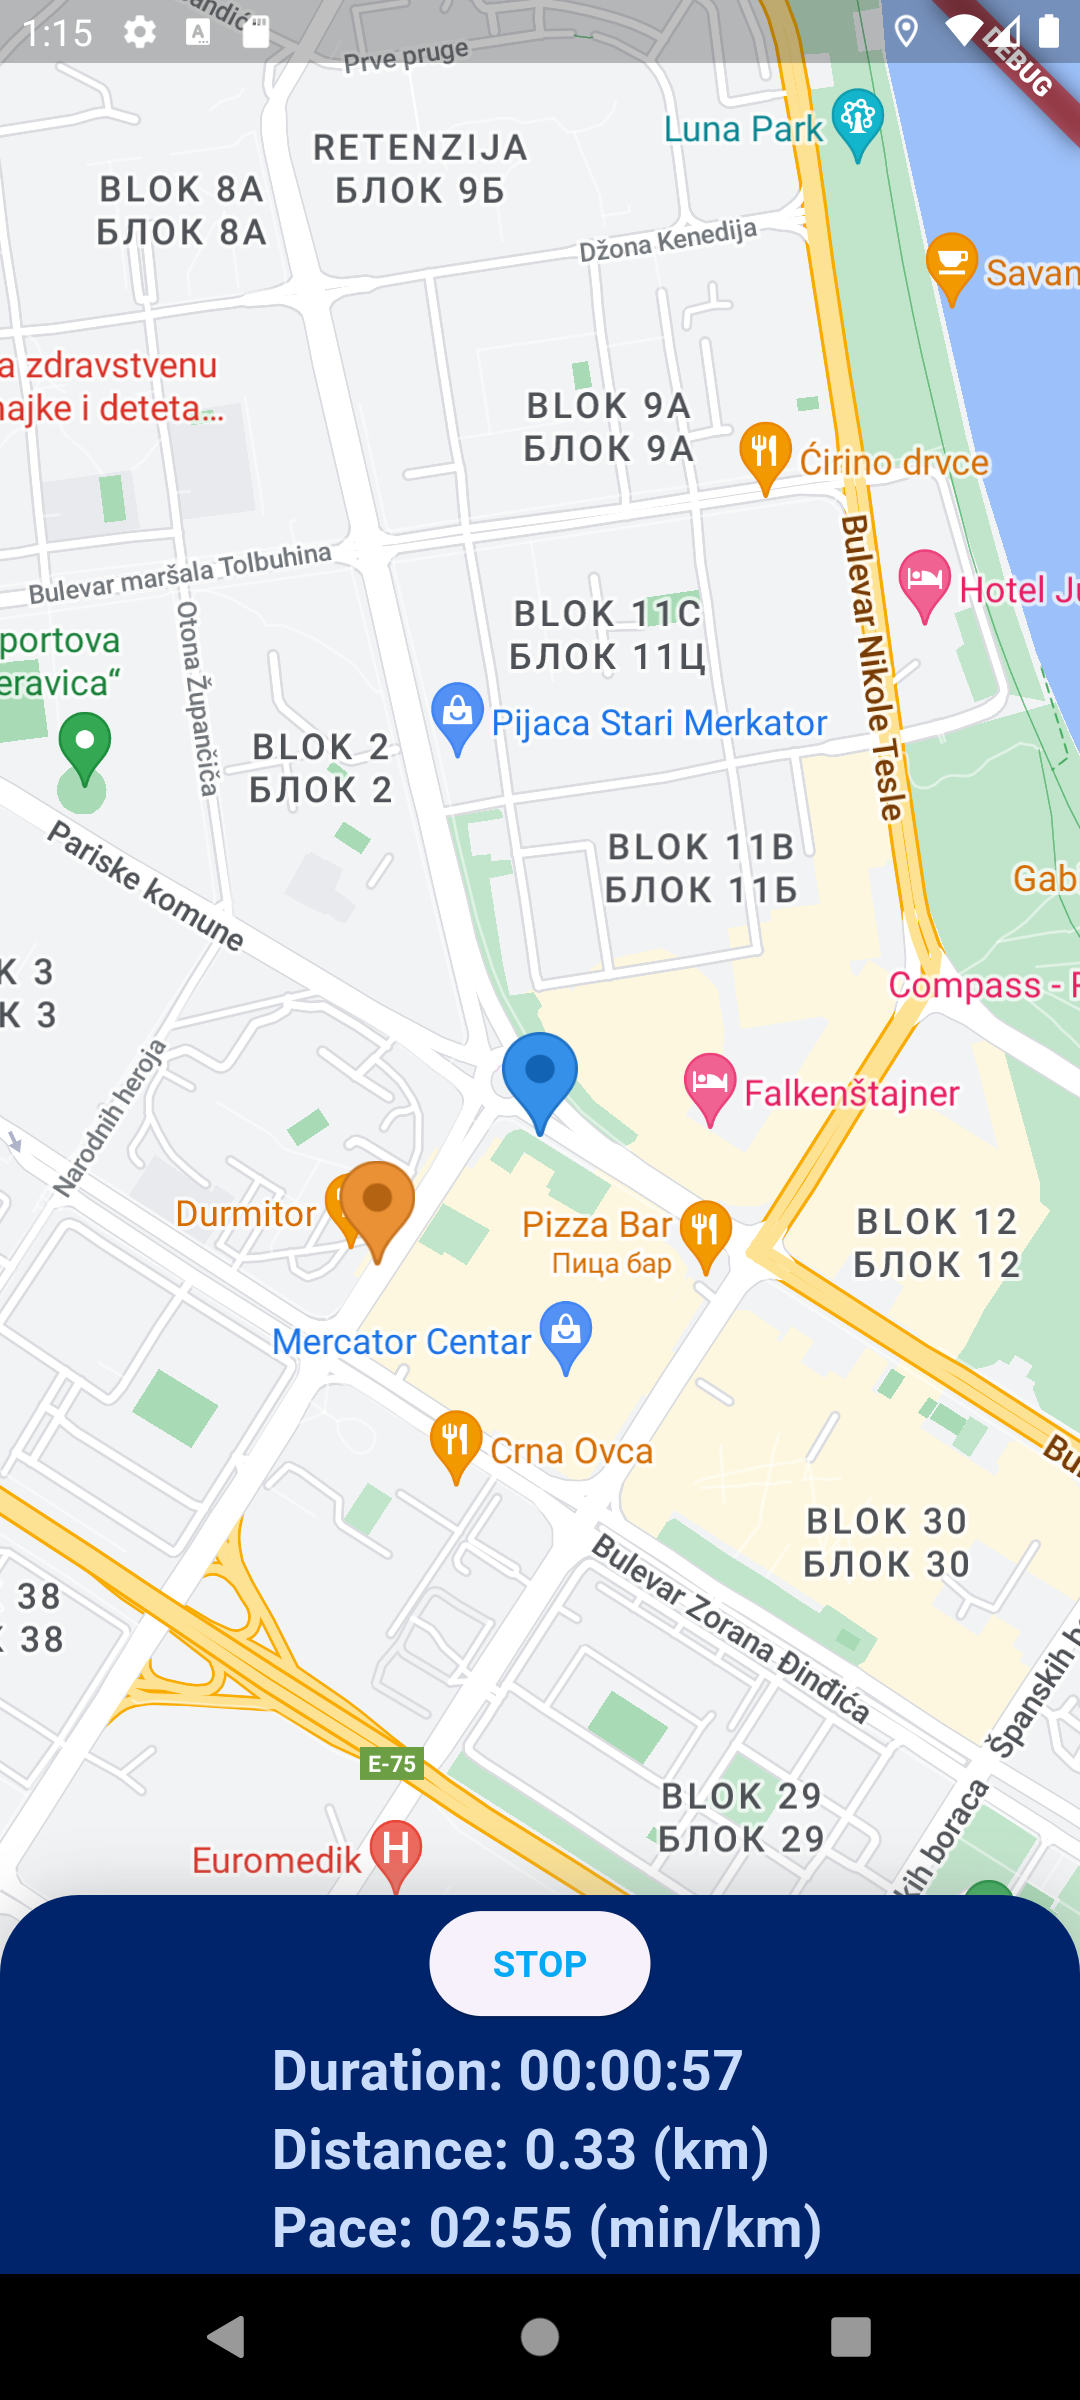 1:15
DEBUG
Prve pruge
Luna Park
RETENZIJA
БЛОК 9Б
BLOK 8A
БЛОК 8A
Džona Kenedija
Savan
a zdravstvenu
najke i deteta...
BLOK 9A
БЛОК 9A
Ćirino drvce
Bulevar maršala Tolbuhina
Bulevar Nikole Tesle
Hotel Ju
Otona Župančiča
BLOK 11C
БЛОК 11Ц
portova
eravica“
Pijaca Stari Merkator
BLOK 2
БЛОК 2
Pariske komune
BLOK 11B
БЛОК 11Б
Gab
K 3
K 3
Compass - F
Narodnih heroja
Falkenštajner
Durmitor
Pizza Bar
Пица бар
BLOK 12
БЛОК 12
Mercator Centar
Crna Ovca
Bul
BLOK 30
БЛОК 30
Bulevar Zorana Đinđića
38
K 38
Španskih bo
E-75
BLOK 29
БЛОК 29
kih boraca
Euromedik
H
STOP
Duration: 00:00:57
Distance: 0.33 (km)
Pace: 02:55 (min/km)